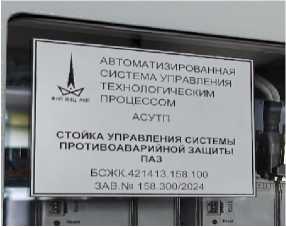 АВТОМАТИЗИРОВАННАЯ
СИСТЕМА УПРАВЛЕНИЯ
ТЕХНОЛОГИЧЕСКИМ
ПРОЦЕССОМ
АСУТП
СТОЙКА УПРАВЛЕНИЯ СИСТЕМЫ
ПРОТИВОАВАРИЙНОЙ ЗАЩИТЫ
ПАЗ
БОЖК.421413.158.100
ЗАВ.№ 158.300/2024